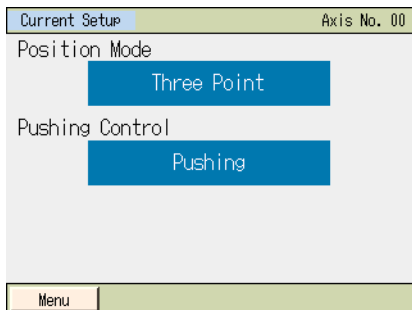 Current Setup Axis No. 00
Position Mode
Three Point
Pushing Control
Pushing
Menu